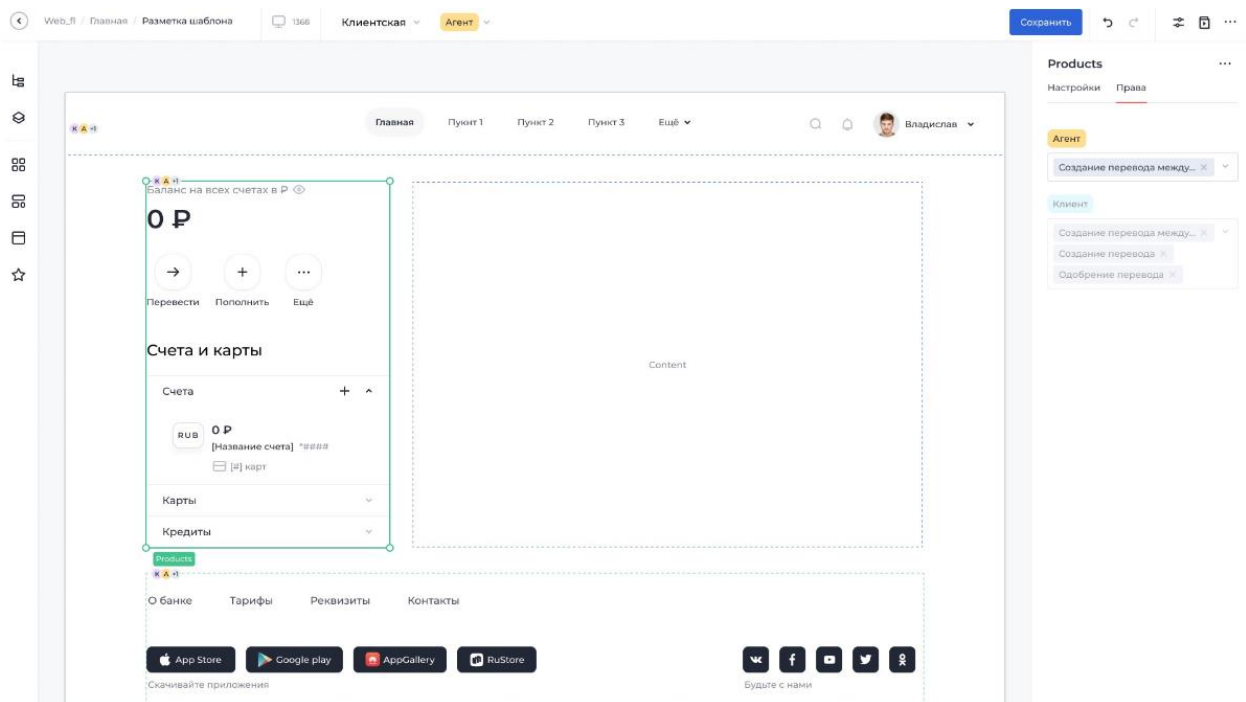 Web_fl / Главная / Разметка шаблона 1366 Клиентская Агент Сохранить
Products
Настройки Права
К А +1 Главная Пункт 1 Пункт 2 Пункт 3 Ещё Владислав
Агент
Создание перевода между...
К А +1
Баланс на всех счетах в ₽
0 ₽
Клиент
Создание перевода между...
Создание перевода
Одобрение перевода
Перевести Пополнить Ещё
Счета и карты
Content
Счета
RUB 0 ₽
[Название счета] *####
[#] карт
Карты
Кредиты
Products
К А +1
О банке Тарифы Реквизиты Контакты
App Store Google play AppGallery RuStore
Скачивайте приложения Будьте с нами